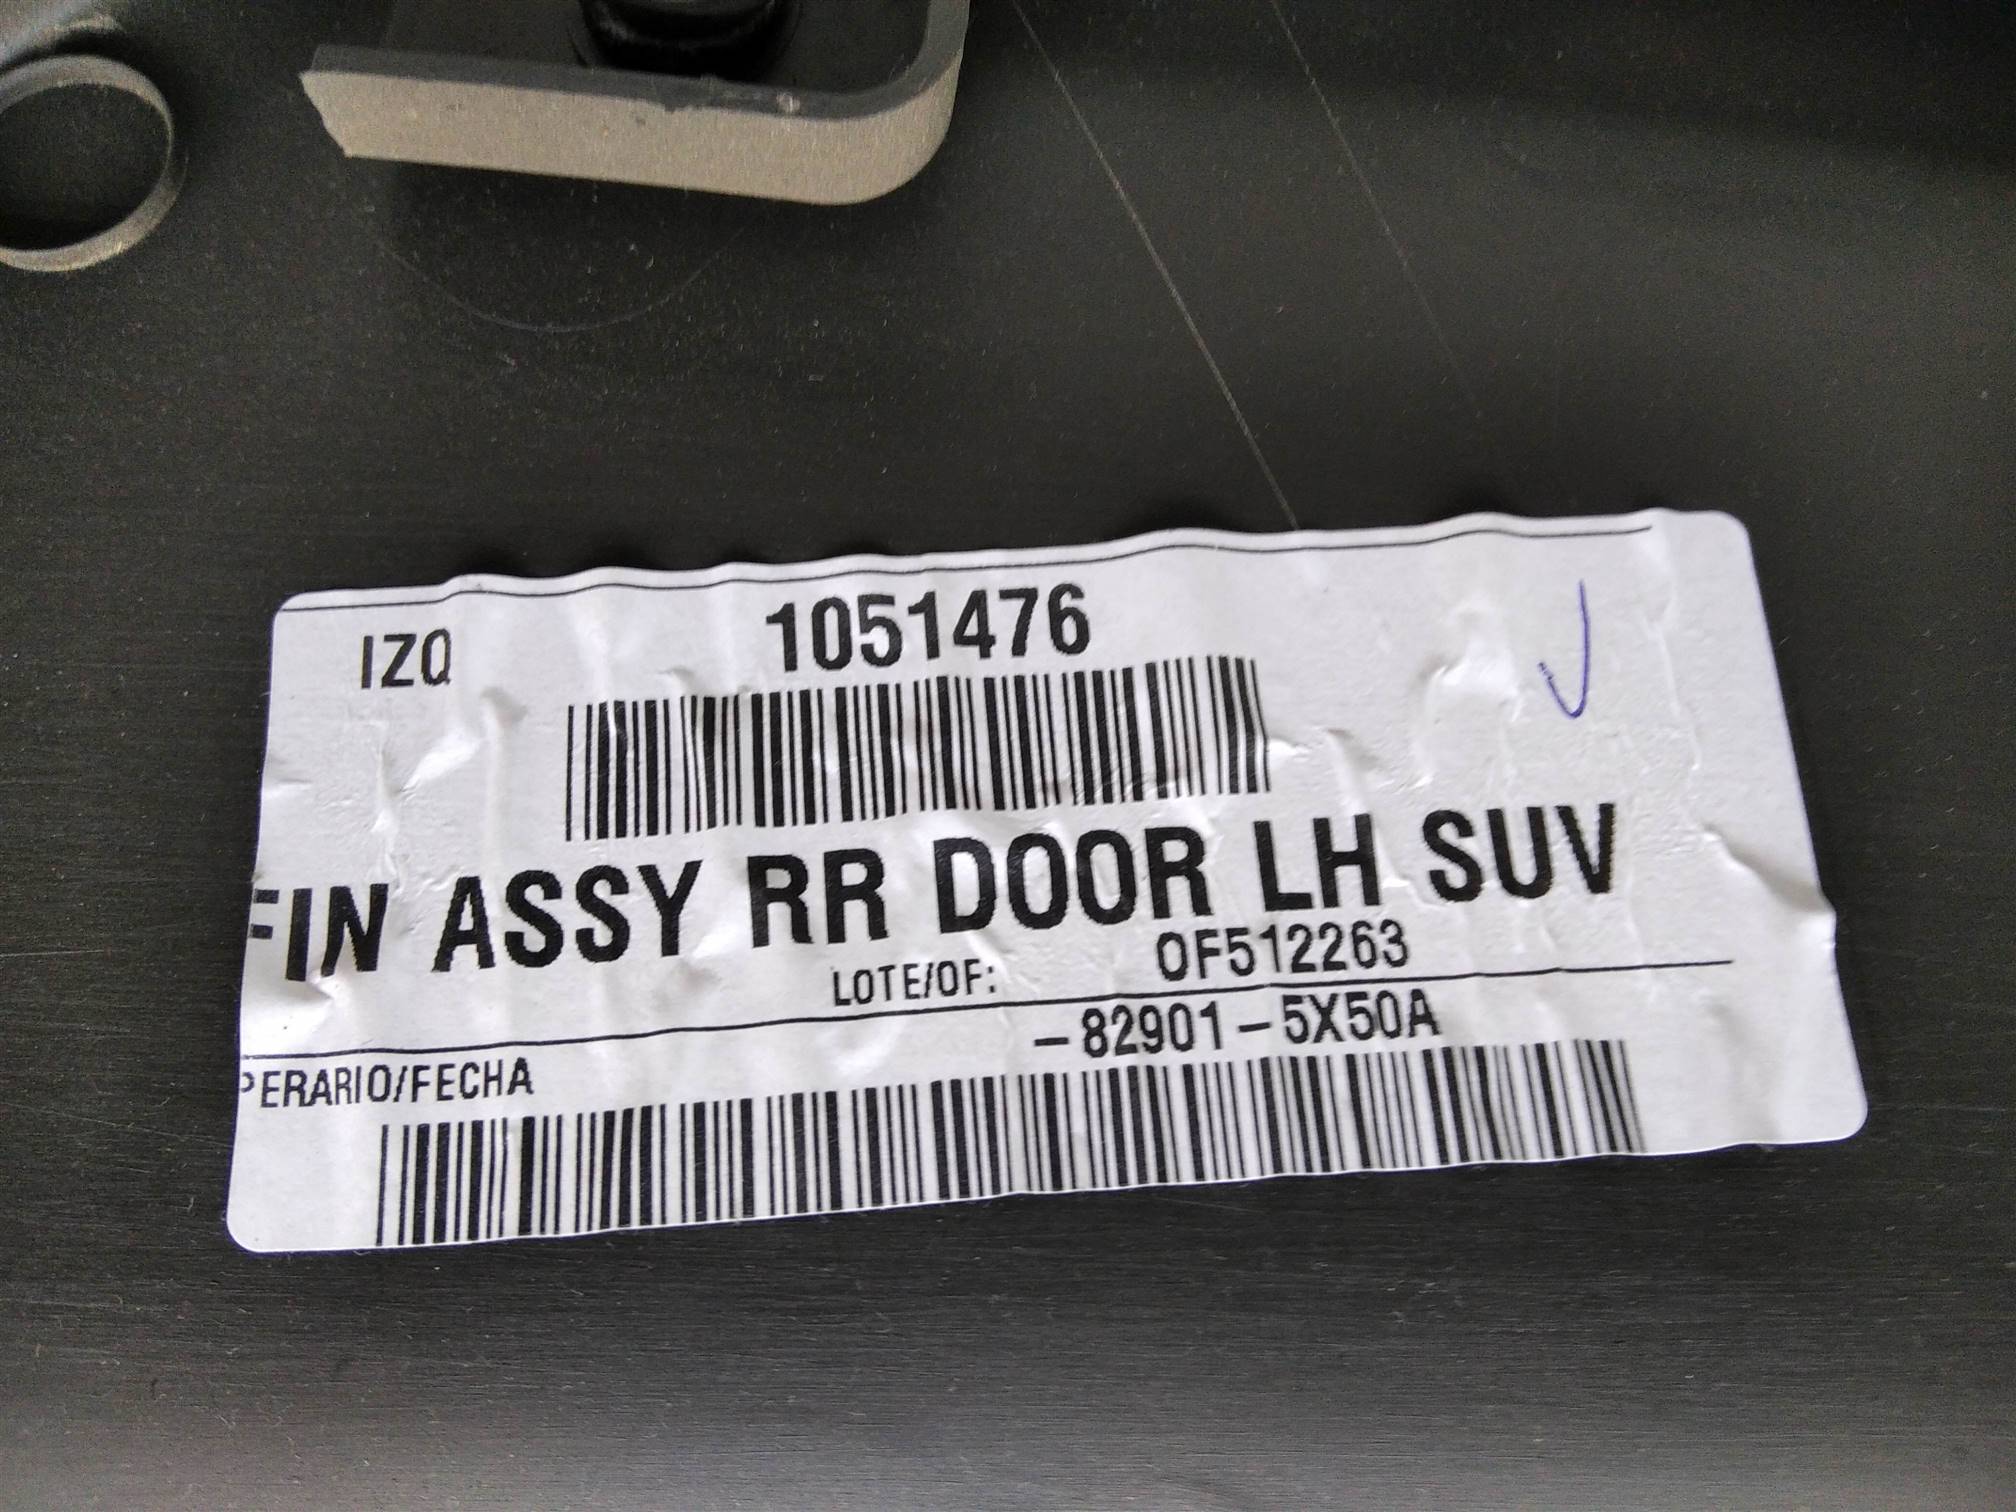 IZQ 1051476
FIN ASSY RR DOOR LH SUV
LOTE/OF: OF512263
-82901-5X50A
PERARIO/FECHA